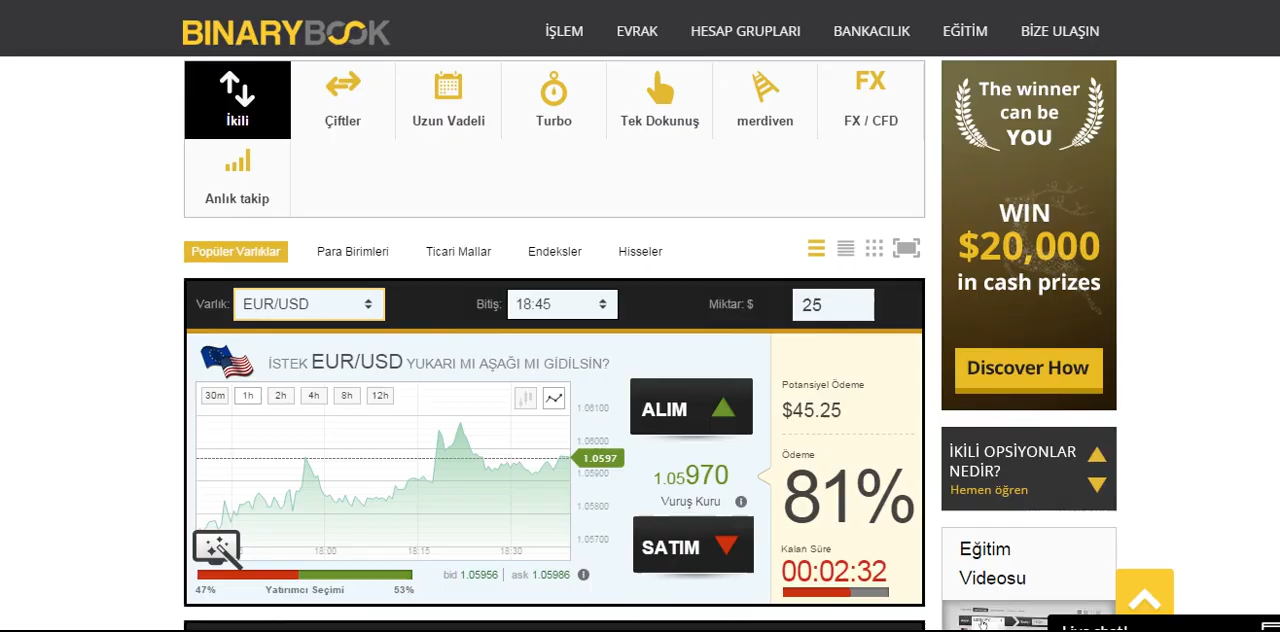 BINARYBOOK
İŞLEM EVRAK HESAP GRUPLARI BANKACILIK EĞİTİM BİZE ULAŞIN
İkili Çiftler Uzun Vadeli Turbo Tek Dokunuş merdiven FX FX / CFD
Anlık takip
Popüler Varlıklar Para Birimleri Ticari Mallar Endeksler Hisseler
Varlık: EUR/USD Bitiş: 18:45 Miktar: $ 25
İSTEK EUR/USD YUKARI MI AŞAĞI MI GİDİLSİN?
30m 1h 2h 4h 8h 12h
1.06100
1.06000
1.0597
1.05900
1.05800
1.05700
18:00 18:15 18:30
47% Yatırımcı Seçimi 53%
bid 1.05956 ask 1.05986
ALIM
1.05970
Vuruş Kuru
SATIM
Potansiyel Ödeme
$45.25
Ödeme
81%
Kalan Süre
00:02:32
The winner
can be
YOU
WIN
$20,000
in cash prizes
Discover How
İKİLİ OPSİYONLAR
NEDİR?
Hemen öğren
Eğitim
Videosu
Live chat!